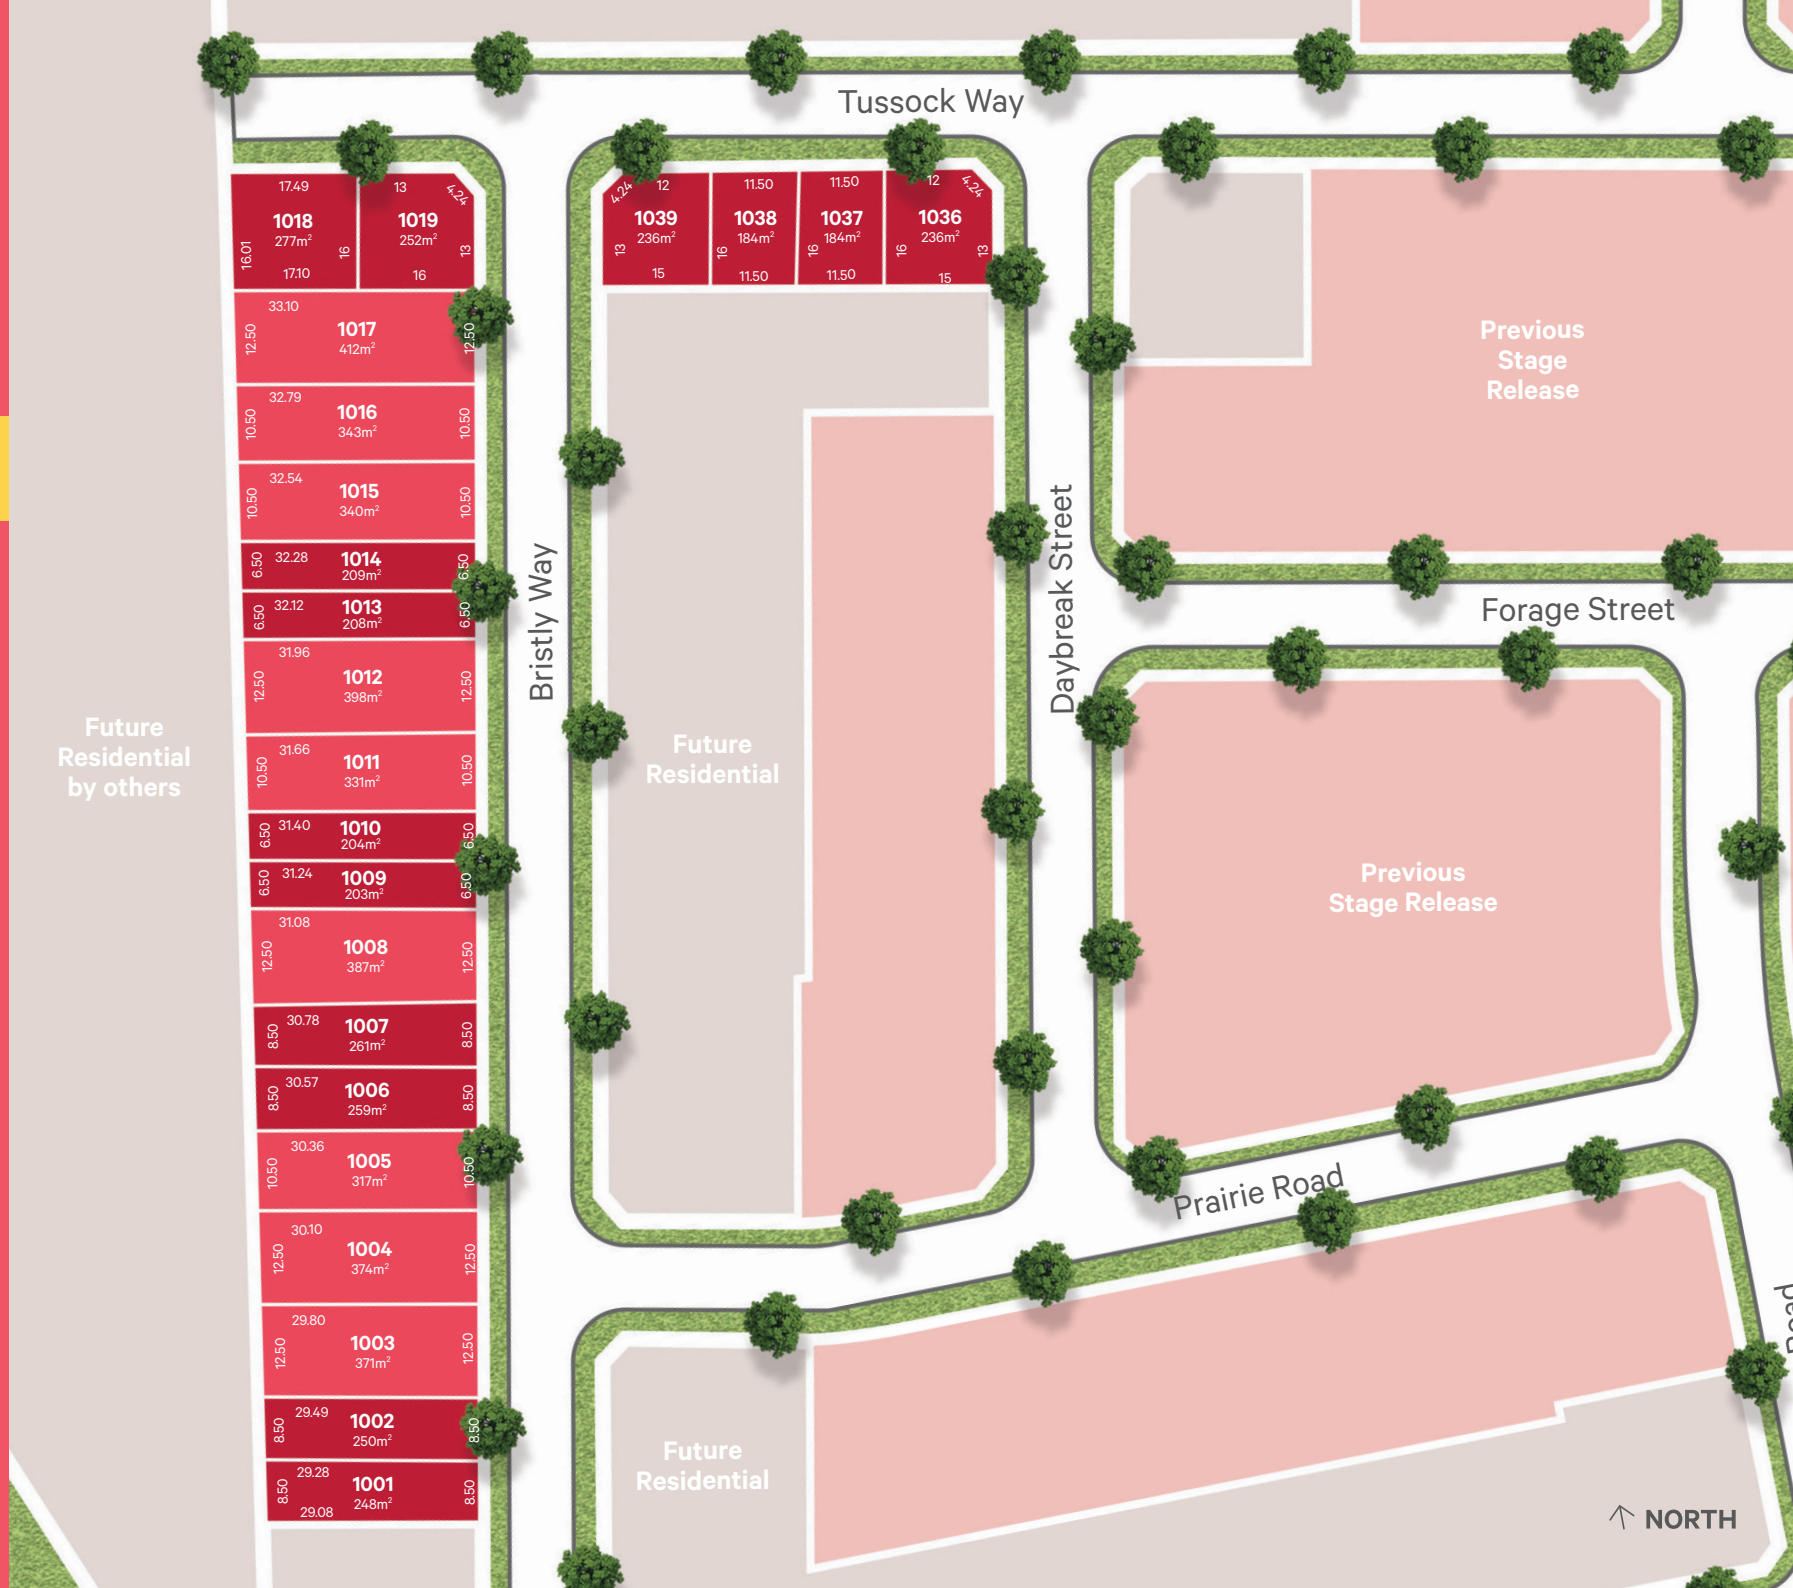 Tussock Way
17.49
1018
277m²
16.01
16
17.10
13
4.24
1019
252m²
13
16
4.24
12
1039
236m²
13
15
11.50
1038
184m²
16
11.50
11.50
1037
184m²
16
11.50
12
4.24
1036
236m²
16
13
15
33.10
12.50
1017
412m²
12.50
32.79
10.50
1016
343m²
10.50
32.54
10.50
1015
340m²
10.50
6.50
32.28
1014
209m²
6.50
6.50
32.12
1013
208m²
6.50
31.96
12.50
1012
398m²
12.50
31.66
10.50
1011
331m²
10.50
6.50
31.40
1010
204m²
6.50
6.50
31.24
1009
203m²
6.50
31.08
12.50
1008
387m²
12.50
8.50
30.78
1007
261m²
8.50
8.50
30.57
1006
259m²
8.50
30.36
10.50
1005
317m²
10.50
30.10
12.50
1004
374m²
12.50
29.80
12.50
1003
371m²
12.50
29.49
8.50
1002
250m²
8.50
29.28
8.50
1001
248m²
8.50
29.08
Future
Residential
by others
Bristly Way
Future
Residential
Daybreak Street
Previous
Stage
Release
Forage Street
Previous
Stage Release
Prairie Road
Future
Residential
NORTH